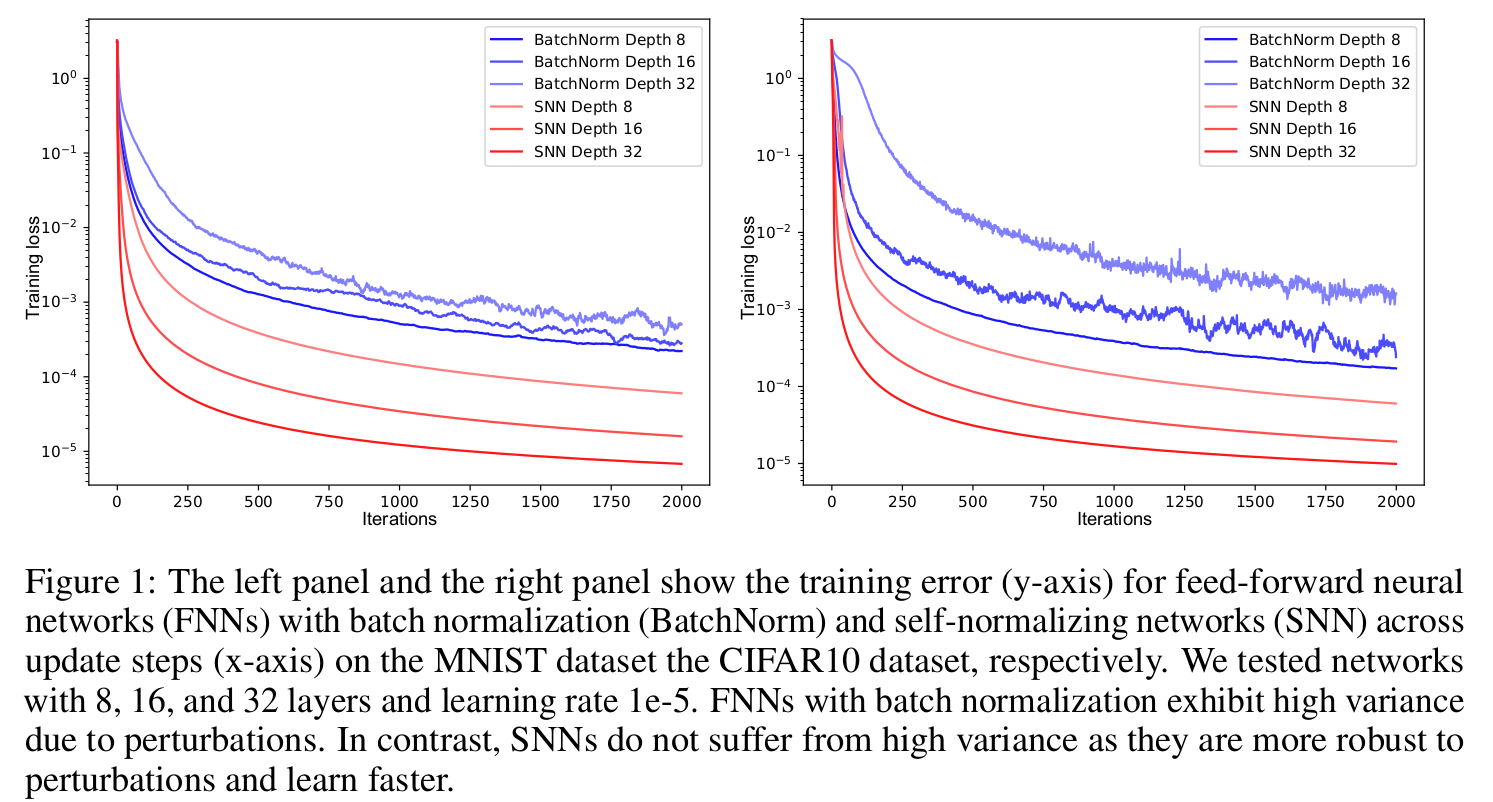 BatchNorm Depth 8
BatchNorm Depth 16
BatchNorm Depth 32
SNN Depth 8
SNN Depth 16
SNN Depth 32
10⁰
10⁻¹
10⁻²
10⁻³
10⁻⁴
10⁻⁵
Training loss
0 250 500 750 1000 1250 1500 1750 2000
Iterations
BatchNorm Depth 8
BatchNorm Depth 16
BatchNorm Depth 32
SNN Depth 8
SNN Depth 16
SNN Depth 32
10⁰
10⁻¹
10⁻²
10⁻³
10⁻⁴
10⁻⁵
Training loss
0 250 500 750 1000 1250 1500 1750 2000
Iterations
Figure 1: The left panel and the right panel show the training error (y-axis) for feed-forward neural
networks (FNNs) with batch normalization (BatchNorm) and self-normalizing networks (SNN) across
update steps (x-axis) on the MNIST dataset the CIFAR10 dataset, respectively. We tested networks
with 8, 16, and 32 layers and learning rate 1e-5. FNNs with batch normalization exhibit high variance
due to perturbations. In contrast, SNNs do not suffer from high variance as they are more robust to
perturbations and learn faster.